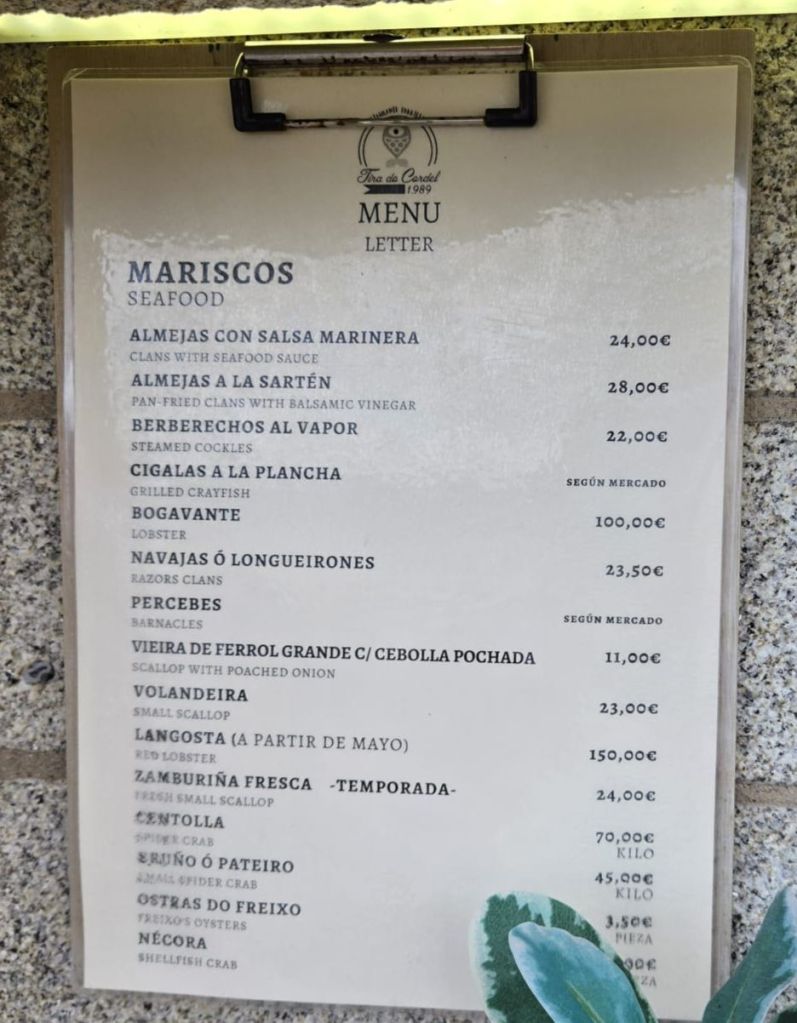 Tira do Cordel
1989
MENU
LETTER
MARISCOS
SEAFOOD
ALMEJAS CON SALSA MARINERA 24,00€
CLANS WITH SEAFOOD SAUCE
ALMEJAS A LA SARTÉN 28,00€
PAN-FRIED CLANS WITH BALSAMIC VINEGAR
BERBERECHOS AL VAPOR 22,00€
STEAMED COCKLES
CIGALAS A LA PLANCHA SEGÚN MERCADO
GRILLED CRAYFISH
BOGAVANTE 100,00€
LOBSTER
NAVAJAS Ó LONGUEIRONES 23,50€
RAZORS CLANS
PERCEBES SEGÚN MERCADO
BARNACLES
VIEIRA DE FERROL GRANDE C/ CEBOLLA POCHADA 11,00€
SCALLOP WITH POACHED ONION
VOLANDEIRA 23,00€
SMALL SCALLOP
LANGOSTA (A PARTIR DE MAYO) 150,00€
RED LOBSTER
ZAMBURIÑA FRESCA -TEMPORADA- 24,00€
FRESH SMALL SCALLOP
CENTOLLA 70,00€
SPIDER CRAB KILO
BRUÑO Ó PATEIRO 45,00€
SMALL SPIDER CRAB KILO
OSTRAS DO FREIXO 3,50€
FREIXO'S OYSTERS PIEZA
NÉCORA
SHELLFISH CRAB